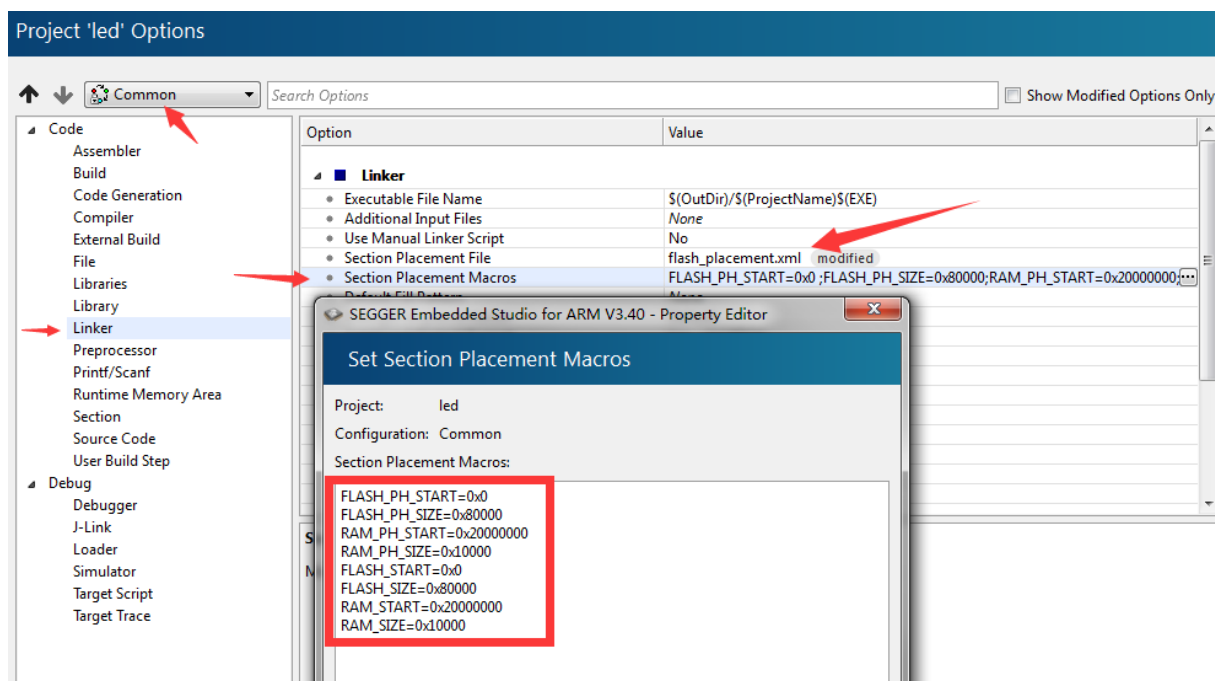 Project 'led' Options
Common
Search Options
Show Modified Options Only
Code
Assembler
Build
Code Generation
Compiler
External Build
File
Libraries
Library
Linker
Preprocessor
Printf/Scanf
Runtime Memory Area
Section
Source Code
User Build Step
Debug
Debugger
J-Link
Loader
Simulator
Target Script
Target Trace
Option Value
Linker
Executable File Name $(OutDir)/$(ProjectName)$(EXE)
Additional Input Files None
Use Manual Linker Script No
Section Placement File flash_placement.xml modified
Section Placement Macros FLASH_PH_START=0x0 ;FLASH_PH_SIZE=0x80000;RAM_PH_START=0x20000000;
SEGGER Embedded Studio for ARM V3.40 - Property Editor
Set Section Placement Macros
Project: led
Configuration: Common
Section Placement Macros:
FLASH_PH_START=0x0
FLASH_PH_SIZE=0x80000
RAM_PH_START=0x20000000
RAM_PH_SIZE=0x10000
FLASH_START=0x0
FLASH_SIZE=0x80000
RAM_START=0x20000000
RAM_SIZE=0x10000